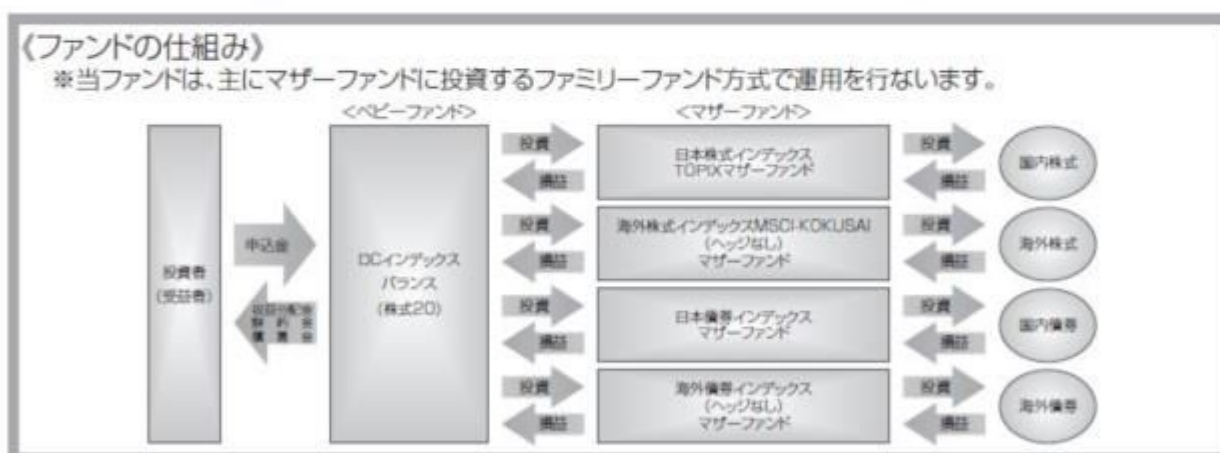 《ファンドの仕組み》
※当ファンドは、主にマザーファンドに投資するファミリーファンド方式で運用を行ないます。
<ベビーファンド>
<マザーファンド>
投資者
(受益者)
申込金
収益分配金
解約金
償還金
DCインデックス
バランス
(株式20)
投資
損益
日本株式インデックス
TOPIXマザーファンド
投資
損益
国内株式
投資
損益
海外株式インデックスMSCI-KOKUSAI
(ヘッジなし)
マザーファンド
投資
損益
海外株式
投資
損益
日本債券インデックス
マザーファンド
投資
損益
国内債券
投資
損益
海外債券インデックス
(ヘッジなし)
マザーファンド
投資
損益
海外債券